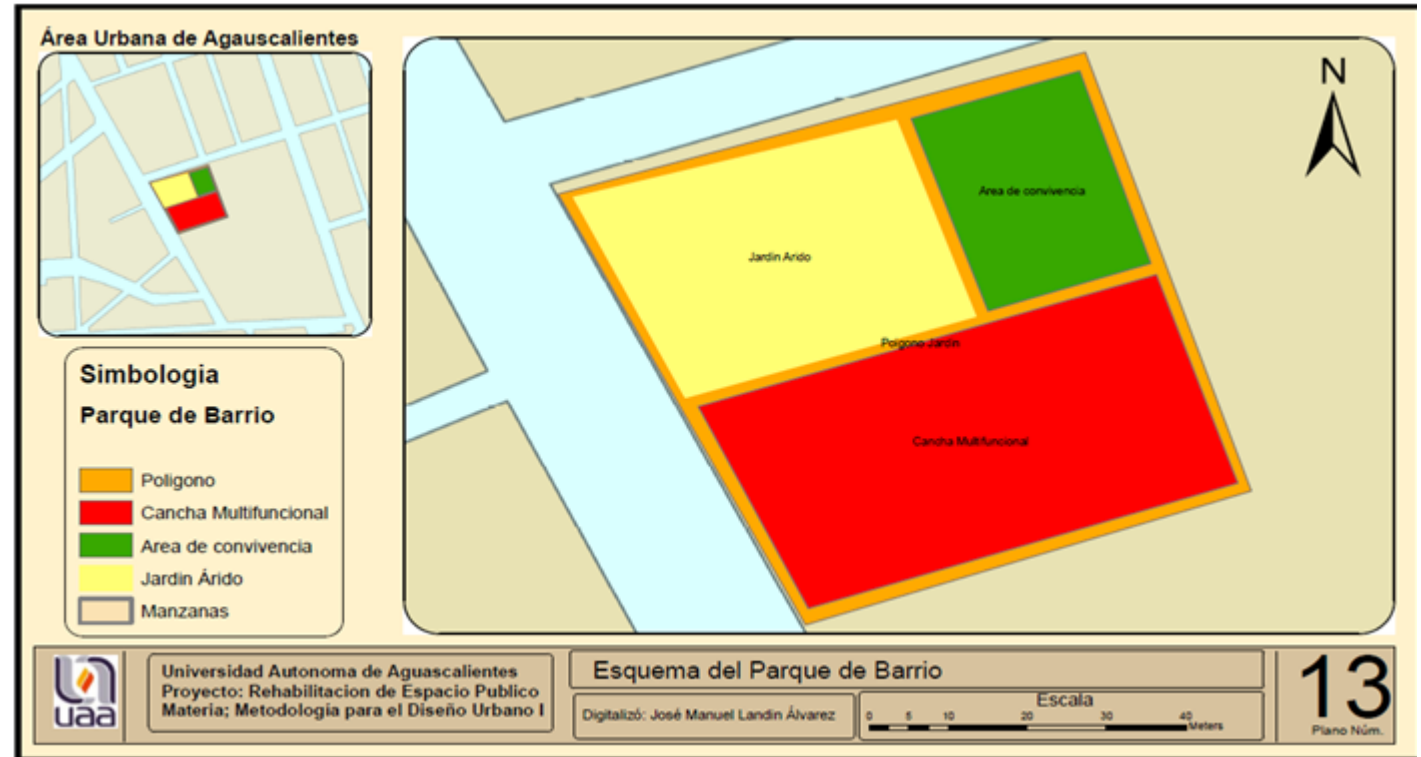 Área Urbana de Agauscalientes
N
Area de convivencia
Jardin Arido
Poigono Jardin
Cancha Multifuncional
Simbologia
Parque de Barrio
Poligono
Cancha Multifuncional
Area de convivencia
Jardin Árido
Manzanas
uaa
Universidad Autonoma de Aguascalientes
Proyecto: Rehabilitacion de Espacio Publico
Materia; Metodologia para el Diseño Urbano I
Esquema del Parque de Barrio
Digitalizó: José Manuel Landin Álvarez
Escala
0 5 10 20 30 40
Meters
13
Plano Núm.